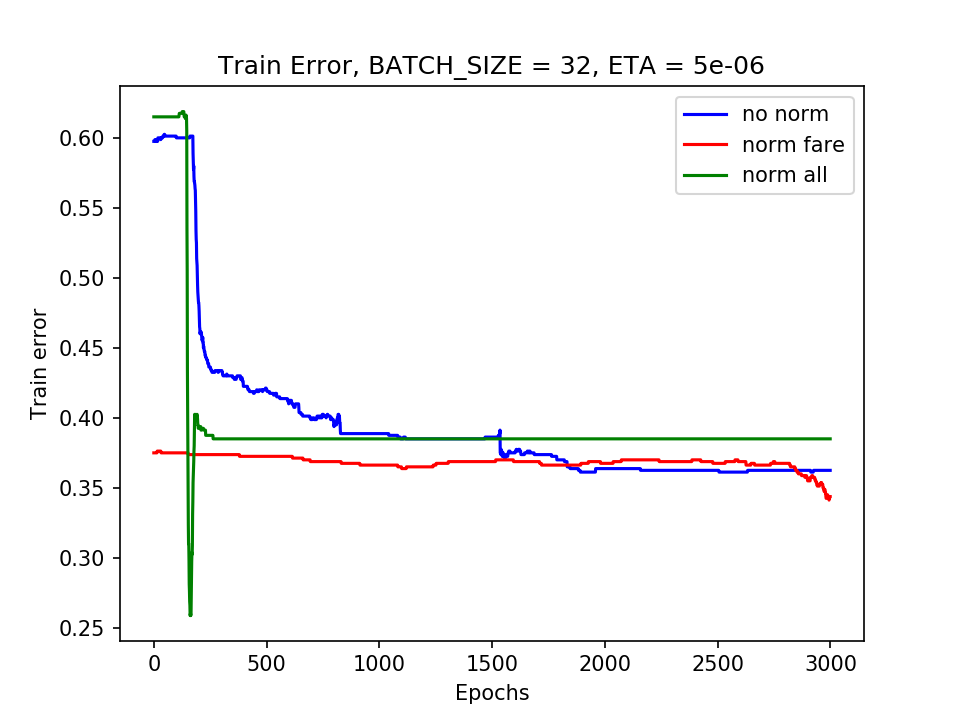 Train Error, BATCH_SIZE = 32, ETA = 5e-06
no norm
norm fare
norm all
Train error
0.60
0.55
0.50
0.45
0.40
0.35
0.30
0.25
0 500 1000 1500 2000 2500 3000
Epochs